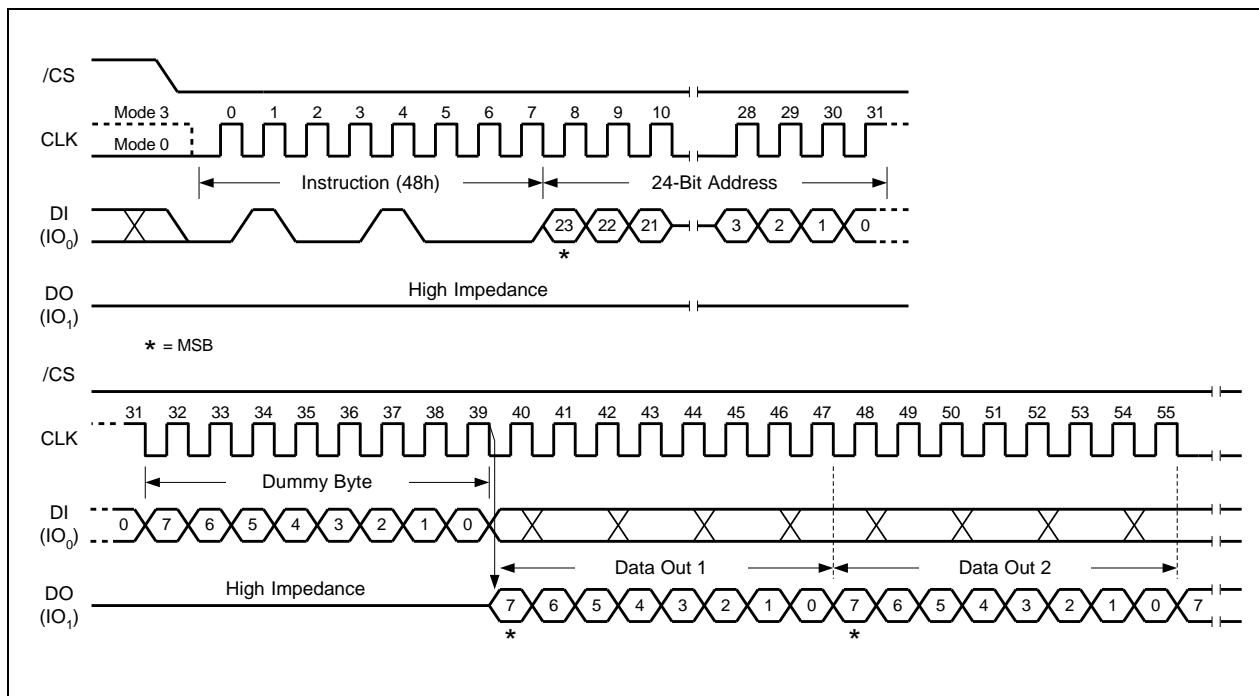 /CS
Mode 3 0 1 2 3 4 5 6 7 8 9 10 28 29 30 31
CLK
Mode 0
Instruction (48h) 24-Bit Address
DI
(IO0) 23 22 21 3 2 1 0
*
High Impedance
DO
(IO1)
* = MSB
/CS
31 32 33 34 35 36 37 38 39 40 41 42 43 44 45 46 47 48 49 50 51 52 53 54 55
CLK
Dummy Byte
DI
(IO0) 0 7 6 5 4 3 2 1 0
Data Out 1 Data Out 2
High Impedance
DO
(IO1) 7 6 5 4 3 2 1 0 7 6 5 4 3 2 1 0 7
* *